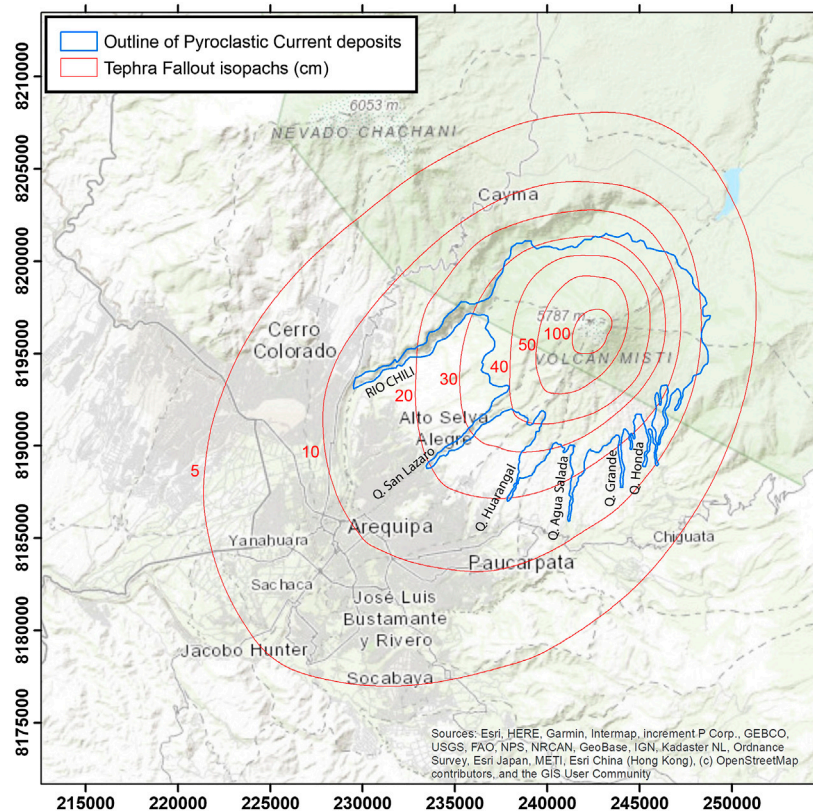 Outline of Pyroclastic Current deposits
Tephra Fallout isopachs (cm)
8210000
8205000
8200000
8195000
8190000
8185000
8180000
8175000
6053 m.
NEVADO CHACHANI
Cayma
5787 m.
VOLCÁN MISTI
Cerro
Colorado
RIO CHILI
5
10
20
30
40
50
100
Alto Selva
Alegre
Q. San Lazaro
Q. Huarangal
Q. Agua Salada
Q. Grande
Q. Honda
Arequipa
Yanahuara
Paucarpata
Chiguata
Sachaca
José Luis
Bustamante
y Rivero
Jacobo Hunter
Socabaya
Sources: Esri, HERE, Garmin, Intermap, increment P Corp., GEBCO,
USGS, FAO, NPS, NRCAN, GeoBase, IGN, Kadaster NL, Ordnance
Survey, Esri Japan, METI, Esri China (Hong Kong), (c) OpenStreetMap
contributors, and the GIS User Community
215000
220000
225000
230000
235000
240000
245000
250000